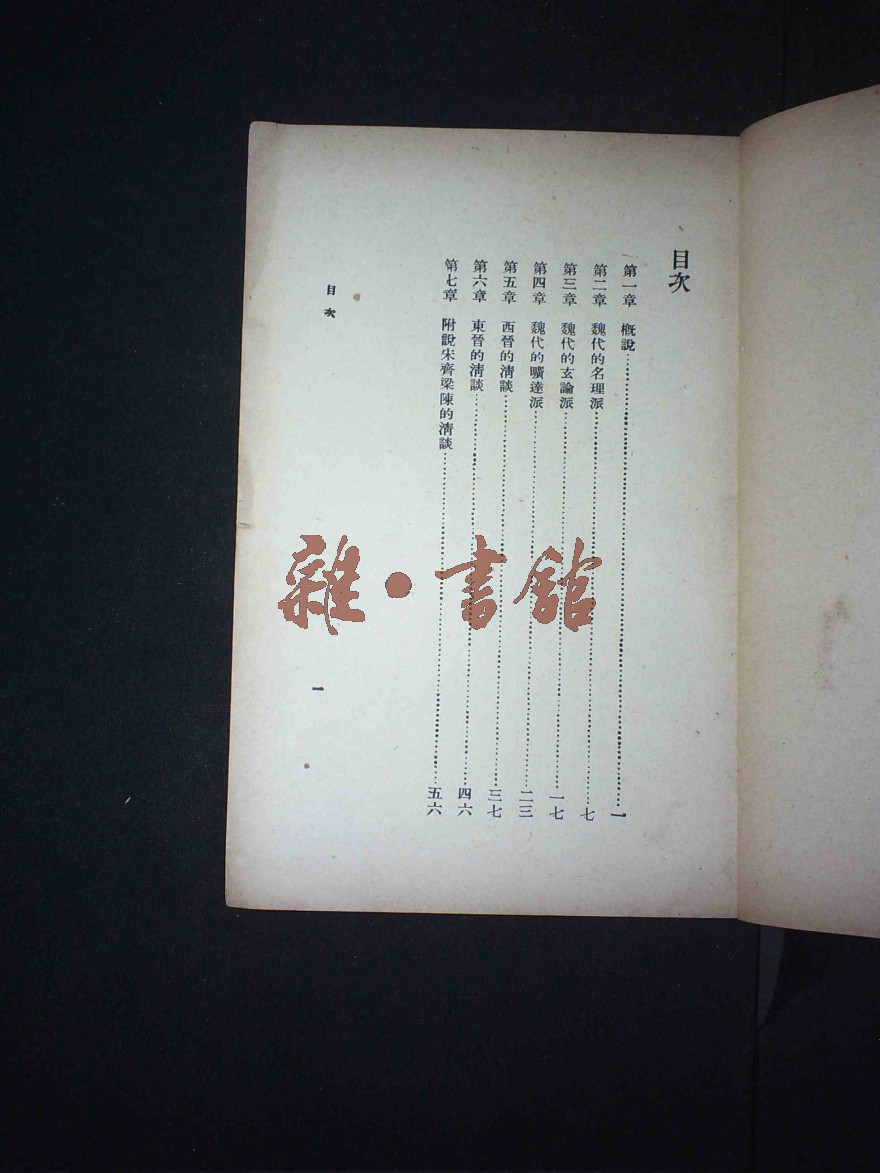 目次
第一章 概說……一
第二章 魏代的名理派……七
第三章 魏代的玄論派……一七
第四章 魏代的曠達派……二三
第五章 西晉的淸談……三七
第六章 東晉的淸談……四六
第七章 附說宋齊梁陳的淸談……五六
目次
一
雜·書館